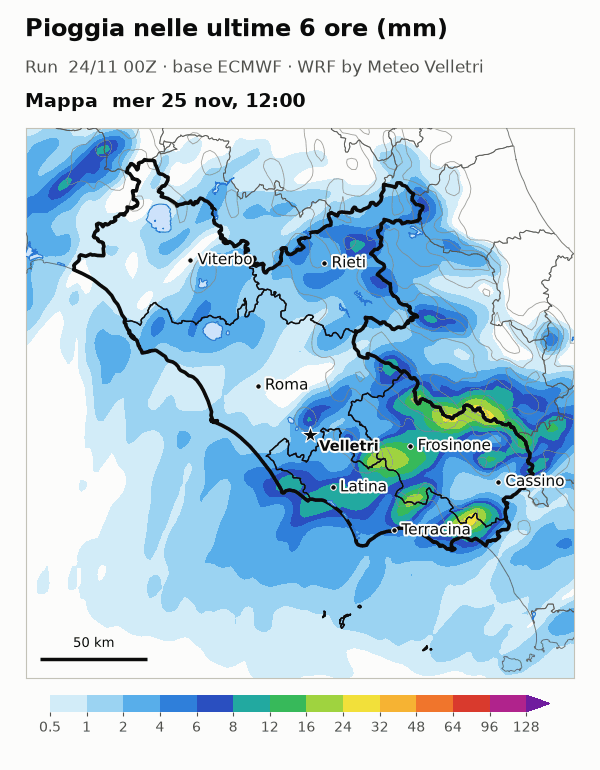 Pioggia nelle ultime 6 ore (mm)
Run  24/11 00Z · base ECMWF · WRF by Meteo Velletri
Mappa  mer 25 nov, 12:00
Viterbo
Rieti
Roma
Velletri
Frosinone
Latina
Cassino
Terracina
50 km
0.5 1 2 4 6 8 12 16 24 32 48 64 96 128